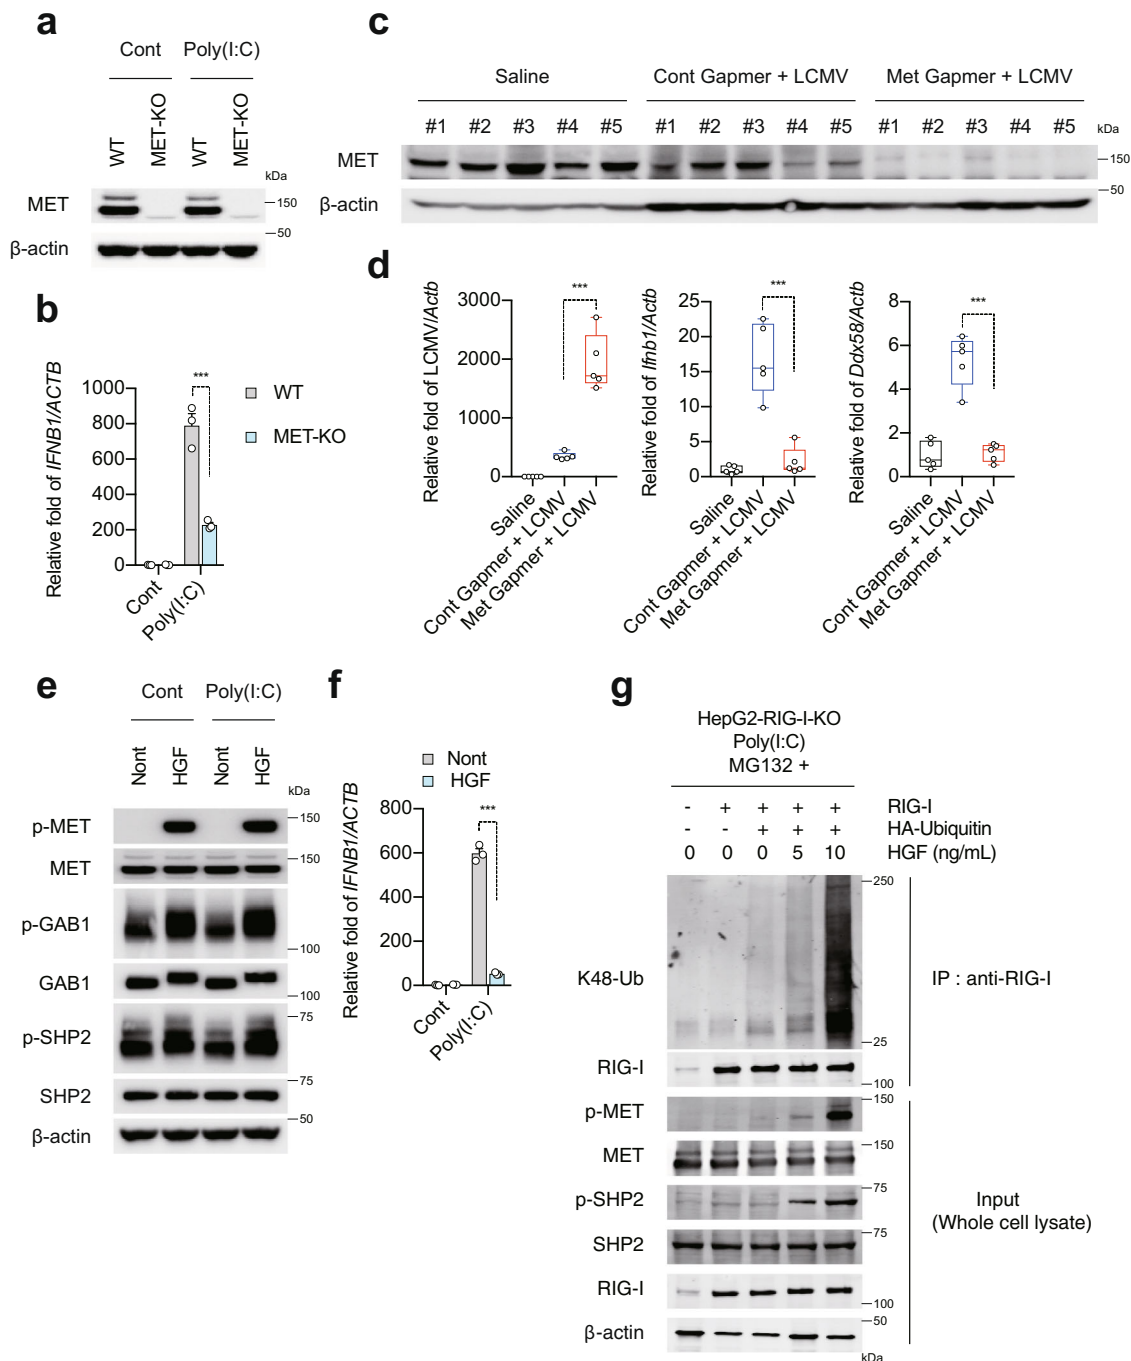 a
Cont Poly(I:C)
WT MET-KO WT MET-KO
kDa
MET
150
50
β-actin
c
Saline Cont Gapmer + LCMV Met Gapmer + LCMV
#1 #2 #3 #4 #5 #1 #2 #3 #4 #5 #1 #2 #3 #4 #5
kDa
MET
150
50
β-actin
b
Relative fold of IFNB1/ACTB
1000
800
600
400
200
0
***
WT
MET-KO
Cont
Poly(I:C)
d
Relative fold of LCMV/Actb
3000
2000
1000
0
***
Saline
Cont Gapmer + LCMV
Met Gapmer + LCMV
Relative fold of Ifnb1/Actb
25
20
15
10
5
0
***
Saline
Cont Gapmer + LCMV
Met Gapmer + LCMV
Relative fold of Ddx58/Actb
8
6
4
2
0
***
Saline
Cont Gapmer + LCMV
Met Gapmer + LCMV
e
Cont Poly(I:C)
Nont HGF Nont HGF
kDa
p-MET
150
MET
150
p-GAB1
100
GAB1
100
p-SHP2
75
SHP2
75
50
β-actin
f
Nont
HGF
Relative fold of IFNB1/ACTB
800
600
400
200
0
***
Cont
Poly(I:C)
g
HepG2-RIG-I-KO
Poly(I:C)
MG132 +
- + + + + RIG-I
- - + + + HA-Ubiquitin
0 0 0 5 10 HGF (ng/mL)
250
K48-Ub
IP : anti-RIG-I
25
RIG-I
100
p-MET
150
MET
150
p-SHP2
75
Input
(Whole cell lysate)
SHP2
75
RIG-I
100
β-actin
50
kDa